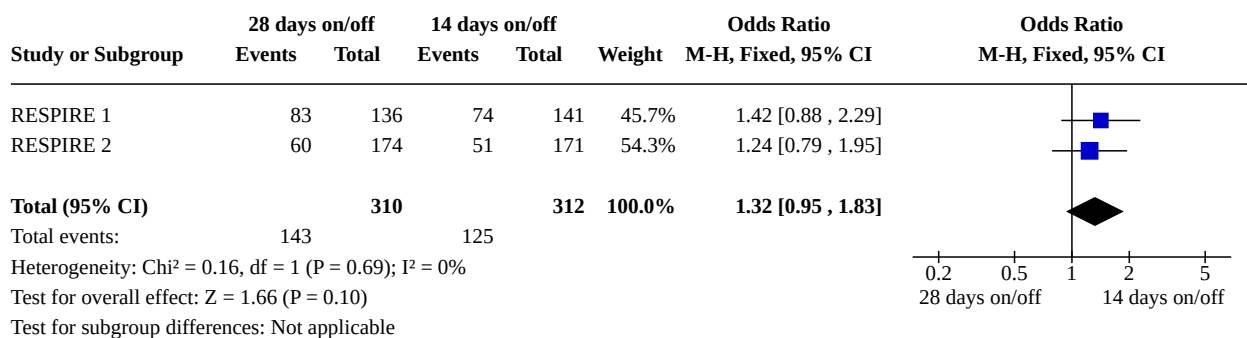 28 days on/off 14 days on/off Odds Ratio Odds Ratio
Study or Subgroup Events Total Events Total Weight M-H, Fixed, 95% CI M-H, Fixed, 95% CI
RESPIRE 1 83 136 74 141 45.7% 1.42 [0.88 , 2.29]
RESPIRE 2 60 174 51 171 54.3% 1.24 [0.79 , 1.95]
Total (95% CI) 310 312 100.0% 1.32 [0.95 , 1.83]
Total events: 143 125
Heterogeneity: Chi² = 0.16, df = 1 (P = 0.69); I² = 0%
0.2 0.5 1 2 5
Test for overall effect: Z = 1.66 (P = 0.10)
28 days on/off 14 days on/off
Test for subgroup differences: Not applicable